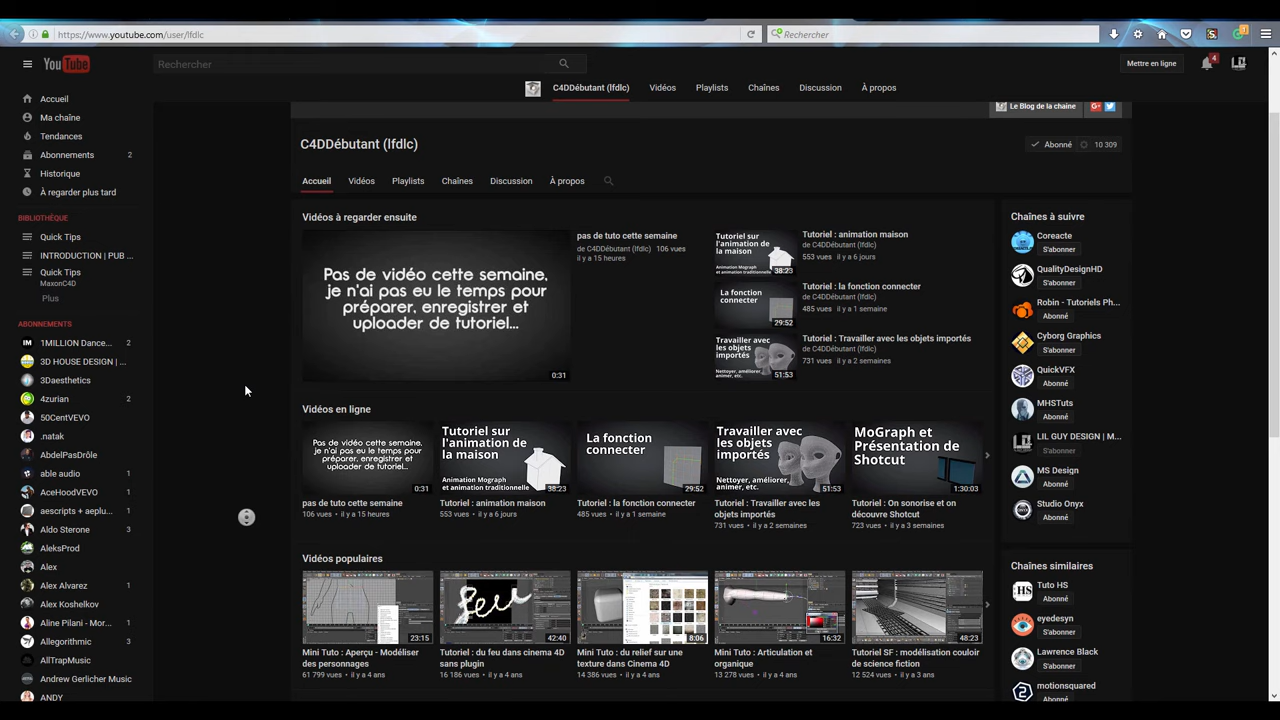 https://www.youtube.com/user/lfdlc
Rechercher
YouTube
Rechercher
Mettre en ligne
4
C4DDébutant (lfdlc)
Vidéos
Playlists
Chaînes
Discussion
À propos
Le Blog de la chaine
C4DDébutant (lfdlc)
Abonné
10 309
Accueil
Vidéos
Playlists
Chaînes
Discussion
À propos
Accueil
Ma chaîne
Tendances
Abonnements 2
Historique
À regarder plus tard
BIBLIOTHÈQUE
Quick Tips
INTRODUCTION | PUB ...
Quick Tips
MaxonC4D
Plus
ABONNEMENTS
1MILLION Dance... 2
3D HOUSE DESIGN | ...
3Daesthetics
4zurian 2
50CentVEVO
.natak
AbdelPasDrôle
able audio 1
AceHoodVEVO 1
aescripts + aeplu... 1
Aldo Sterone 3
AleksProd
Alex
Alex Alvarez 1
Alex Koshelkov
Aline Pilani - Mor... 1
Allegorithmic 3
AllTrapMusic
Andrew Gerlicher Music
ANDY
Vidéos à regarder ensuite
Pas de vidéo cette semaine,
je n'ai pas eu le temps pour
préparer, enregistrer et
uploader de tutoriel...
0:31
pas de tuto cette semaine
de C4DDébutant (lfdlc) 106 vues
il y a 15 heures
Tutoriel sur
l'animation de
la maison
Animation Mograph
et animation traditionnelle
38:23
Tutoriel : animation maison
de C4DDébutant (lfdlc)
553 vues il y a 6 jours
La fonction
connecter
29:52
Tutoriel : la fonction connecter
de C4DDébutant (lfdlc)
485 vues il y a 1 semaine
Travailler avec
les objets
importés
Nettoyer, améliorer,
animer, etc.
51:53
Tutoriel : Travailler avec les objets importés
de C4DDébutant (lfdlc)
731 vues il y a 2 semaines
Vidéos en ligne
Pas de vidéo cette semaine,
je n'ai pas eu le temps pour
préparer, enregistrer et
uploader de tutoriel...
0:31
pas de tuto cette semaine
106 vues • il y a 15 heures
Tutoriel sur
l'animation de
la maison
Animation Mograph
et animation traditionnelle
38:23
Tutoriel : animation maison
553 vues • il y a 6 jours
La fonction
connecter
29:52
Tutoriel : la fonction connecter
485 vues • il y a 1 semaine
Travailler avec
les objets
importés
Nettoyer, améliorer,
animer, etc.
51:53
Tutoriel : Travailler avec les
objets importés
731 vues • il y a 2 semaines
MoGraph et
Présentation de
Shotcut
1:30:03
Tutoriel : On sonorise et on
découvre Shotcut
723 vues • il y a 3 semaines
Vidéos populaires
23:15
Mini Tuto : Aperçu - Modéliser
des personnages
61 799 vues • il y a 4 ans
feu
42:40
Tutoriel : du feu dans cinema 4D
sans plugin
16 186 vues • il y a 4 ans
8:06
Mini Tuto : du relief sur une
texture dans Cinema 4D
14 386 vues • il y a 4 ans
16:32
Mini Tuto : Articulation et
organique
13 278 vues • il y a 4 ans
48:23
Tutoriel SF : modélisation couloir
de science fiction
12 524 vues • il y a 3 ans
Chaînes à suivre
Coreacte
S'abonner
QualityDesignHD
S'abonner
Robin - Tutoriels Ph...
Abonné
Cyborg Graphics
S'abonner
QuickVFX
Abonné
MHSTuts
Abonné
LIL GUY DESIGN | M...
S'abonner
MS Design
Abonné
Studio Onyx
Abonné
Chaînes similaires
HS
Tuto HS
Abonné
eyedesyn
S'abonner
Lawrence Black
S'abonner
motionsquared
Abonné